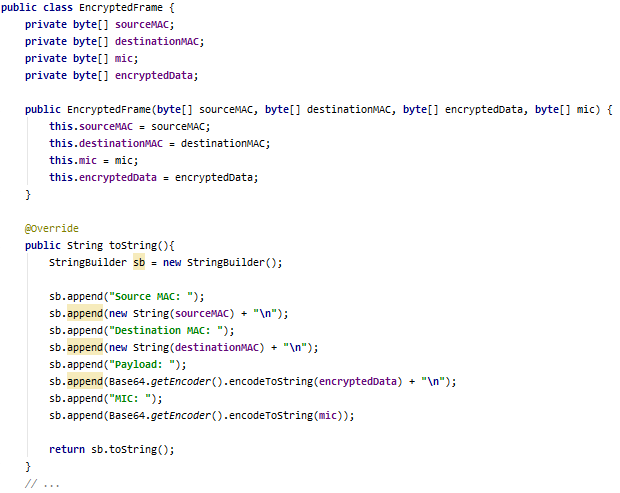 public class EncryptedFrame {
    private byte[] sourceMAC;
    private byte[] destinationMAC;
    private byte[] mic;
    private byte[] encryptedData;

    public EncryptedFrame(byte[] sourceMAC, byte[] destinationMAC, byte[] encryptedData, byte[] mic) {
        this.sourceMAC = sourceMAC;
        this.destinationMAC = destinationMAC;
        this.mic = mic;
        this.encryptedData = encryptedData;
    }

    @Override
    public String toString(){
        StringBuilder sb = new StringBuilder();

        sb.append("Source MAC: ");
        sb.append(new String(sourceMAC) + "\n");
        sb.append("Destination MAC: ");
        sb.append(new String(destinationMAC) + "\n");
        sb.append("Payload: ");
        sb.append(Base64.getEncoder().encodeToString(encryptedData) + "\n");
        sb.append("MIC: ");
        sb.append(Base64.getEncoder().encodeToString(mic));

        return sb.toString();
    }
    // ...